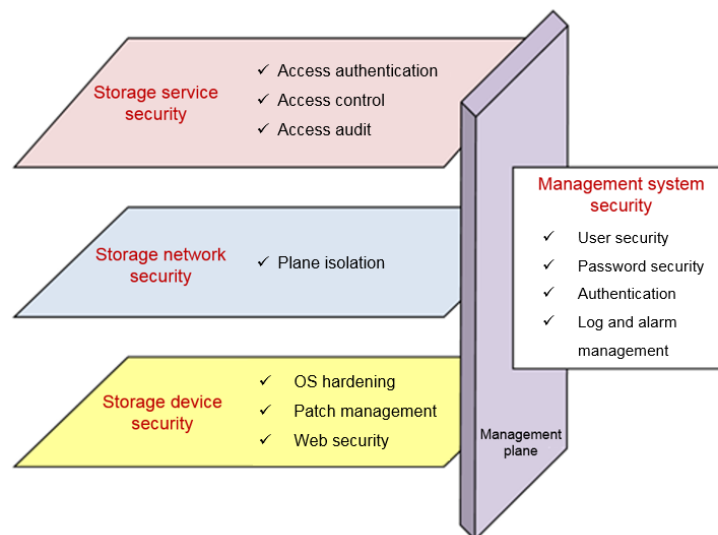 Storage service
security
✓ Access authentication
✓ Access control
✓ Access audit
Storage network
security
✓ Plane isolation
Storage device
security
✓ OS hardening
✓ Patch management
✓ Web security
Management system
security
✓ User security
✓ Password security
✓ Authentication
✓ Log and alarm
management
Management
plane